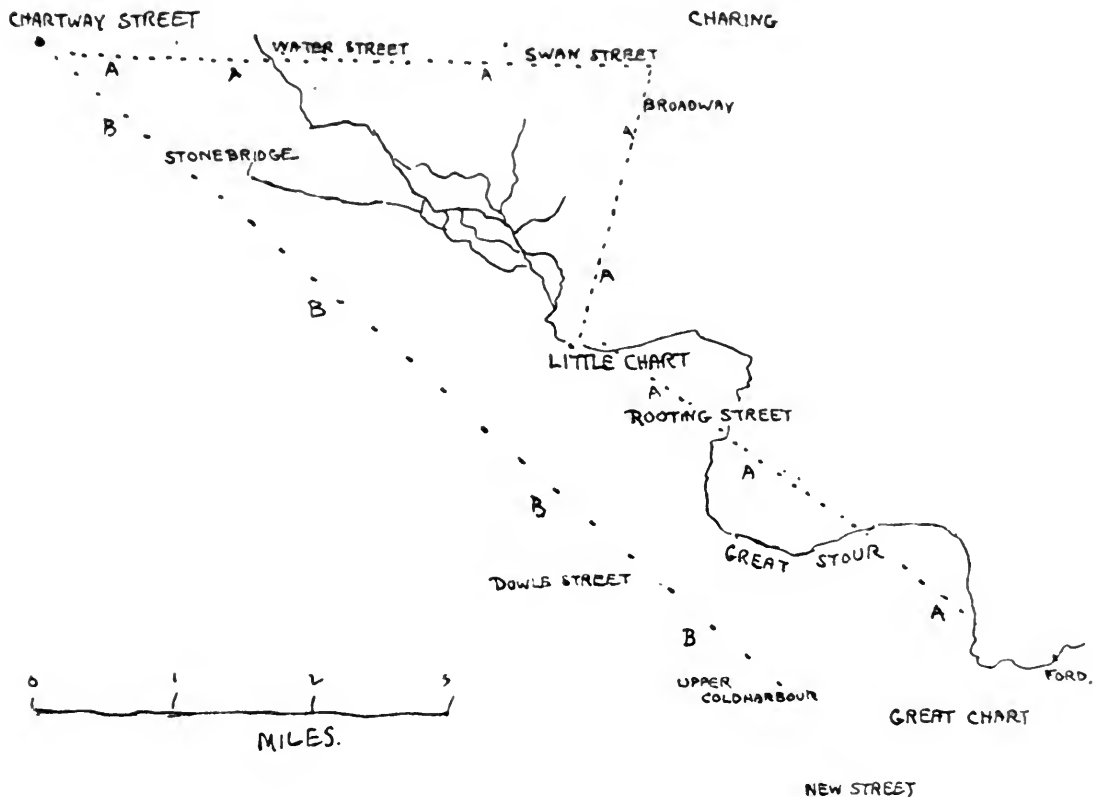 CHARTWAY STREET
CHARING
WATER STREET
SWAN STREET
A
A
A
BROADWAY
B
A
STONEBRIDGE
A
B
LITTLE CHART
A
ROOTING STREET
A
B
GREAT STOUR
DOWLE STREET
A
B
UPPER
COLDHARBOUR
FORD.
GREAT CHART
0 1 2 3
MILES.
NEW STREET